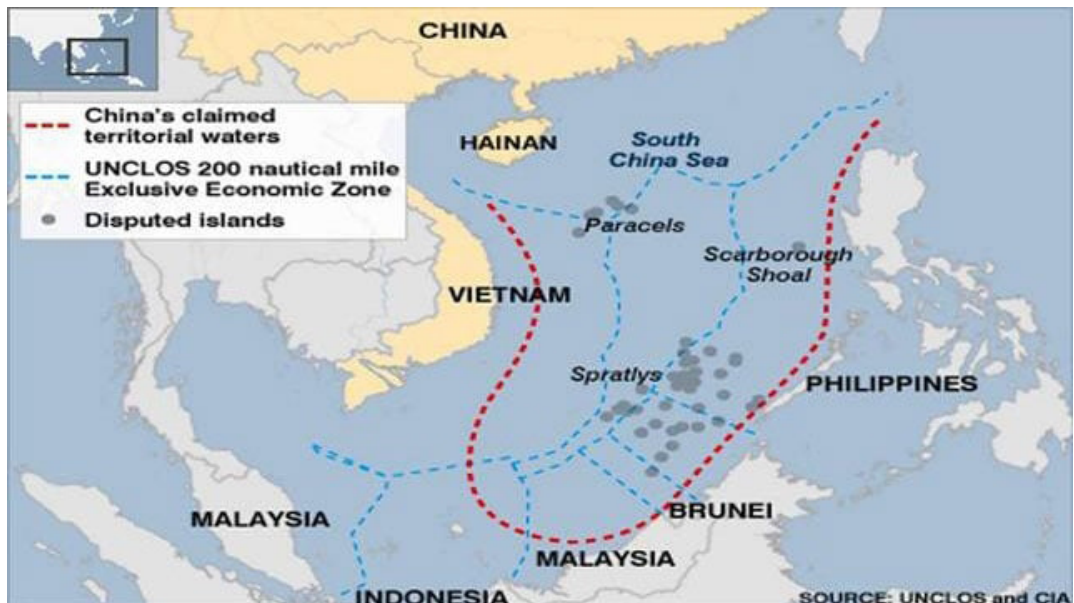 CHINA
China's claimed
territorial waters
UNCLOS 200 nautical mile
Exclusive Economic Zone
Disputed islands
HAINAN
South
China Sea
Paracels
Scarborough
Shoal
VIETNAM
Spratlys
PHILIPPINES
MALAYSIA
BRUNEI
MALAYSIA
INDONESIA
SOURCE: UNCLOS and CIA